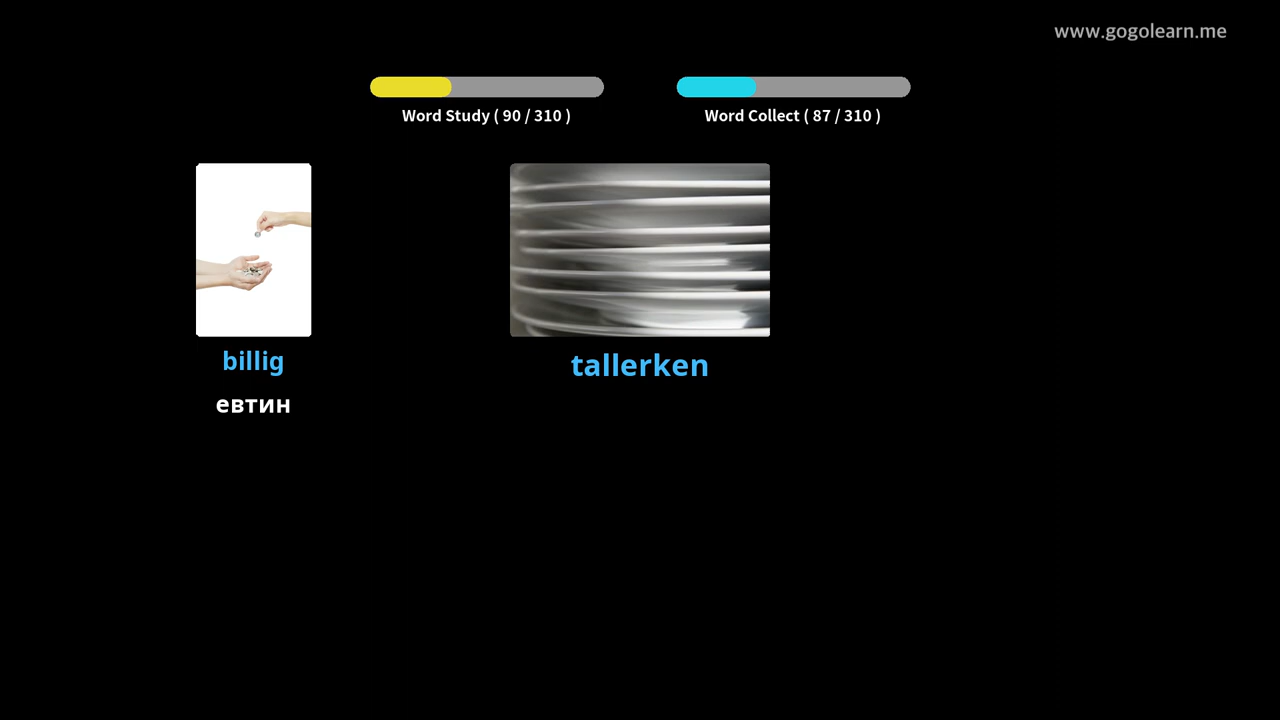 www.gogolearn.me
Word Study ( 90 / 310 )
Word Collect ( 87 / 310 )
billig
евтин
tallerken